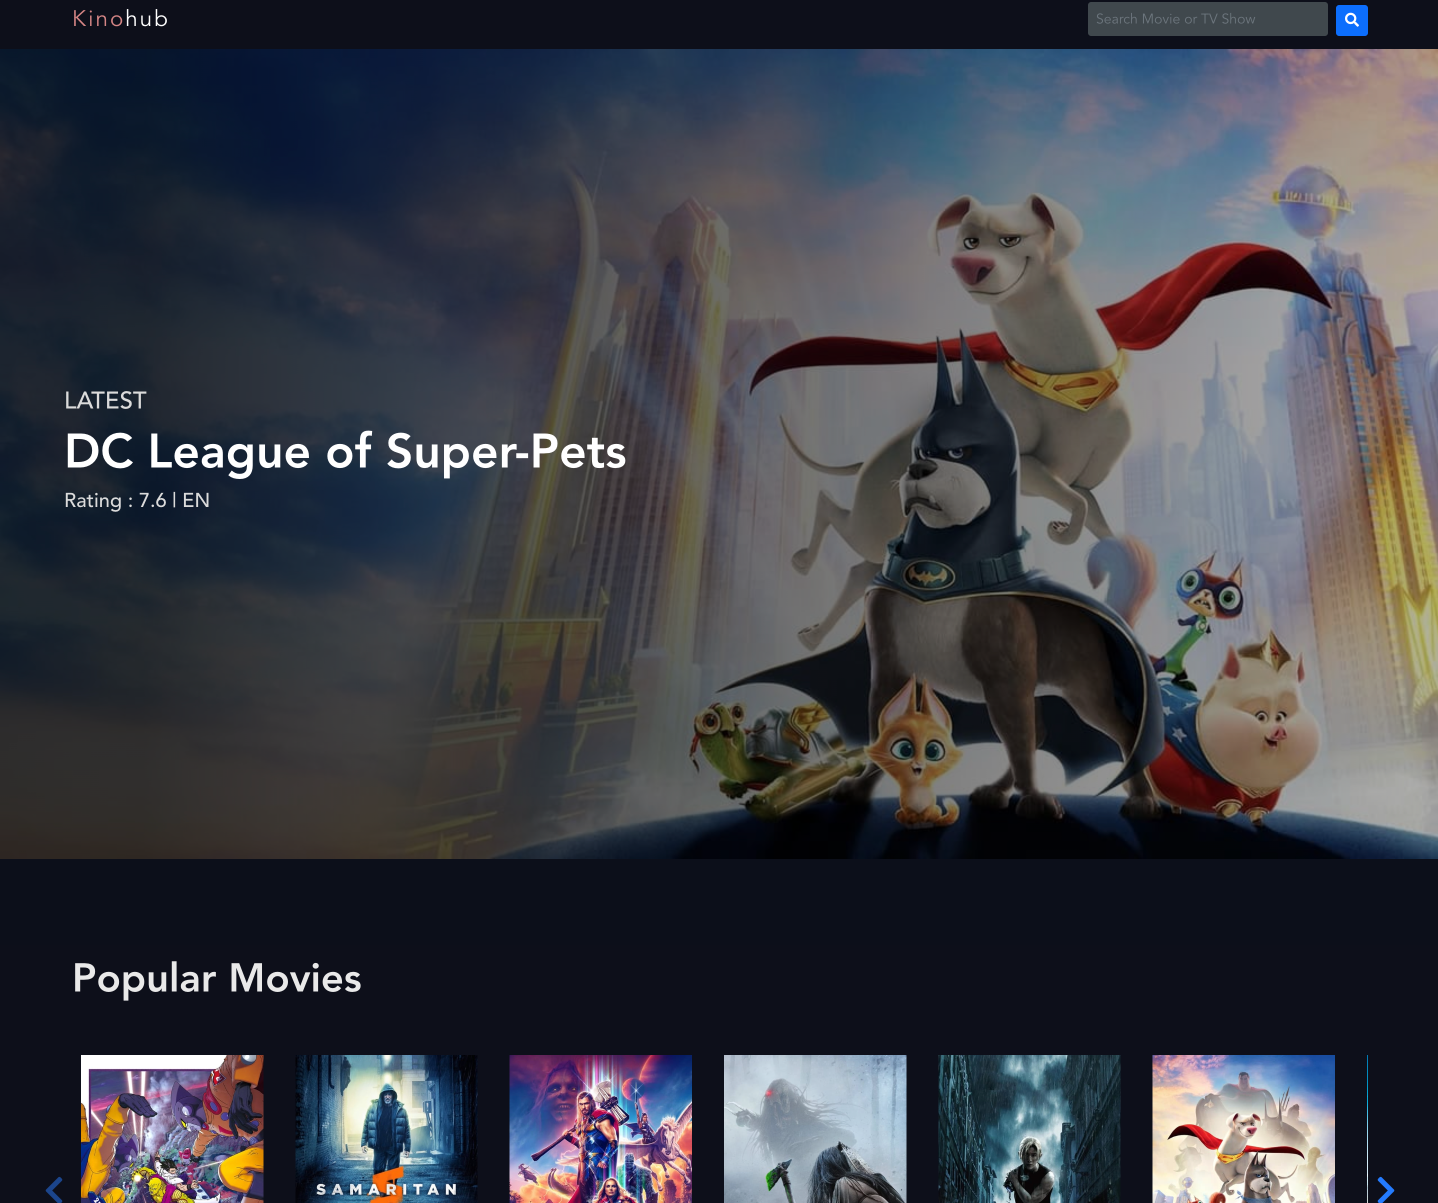 Kinohub
Search Movie or TV Show
LATEST
DC League of Super-Pets
Rating : 7.6 | EN
Popular Movies
SAMARITAN